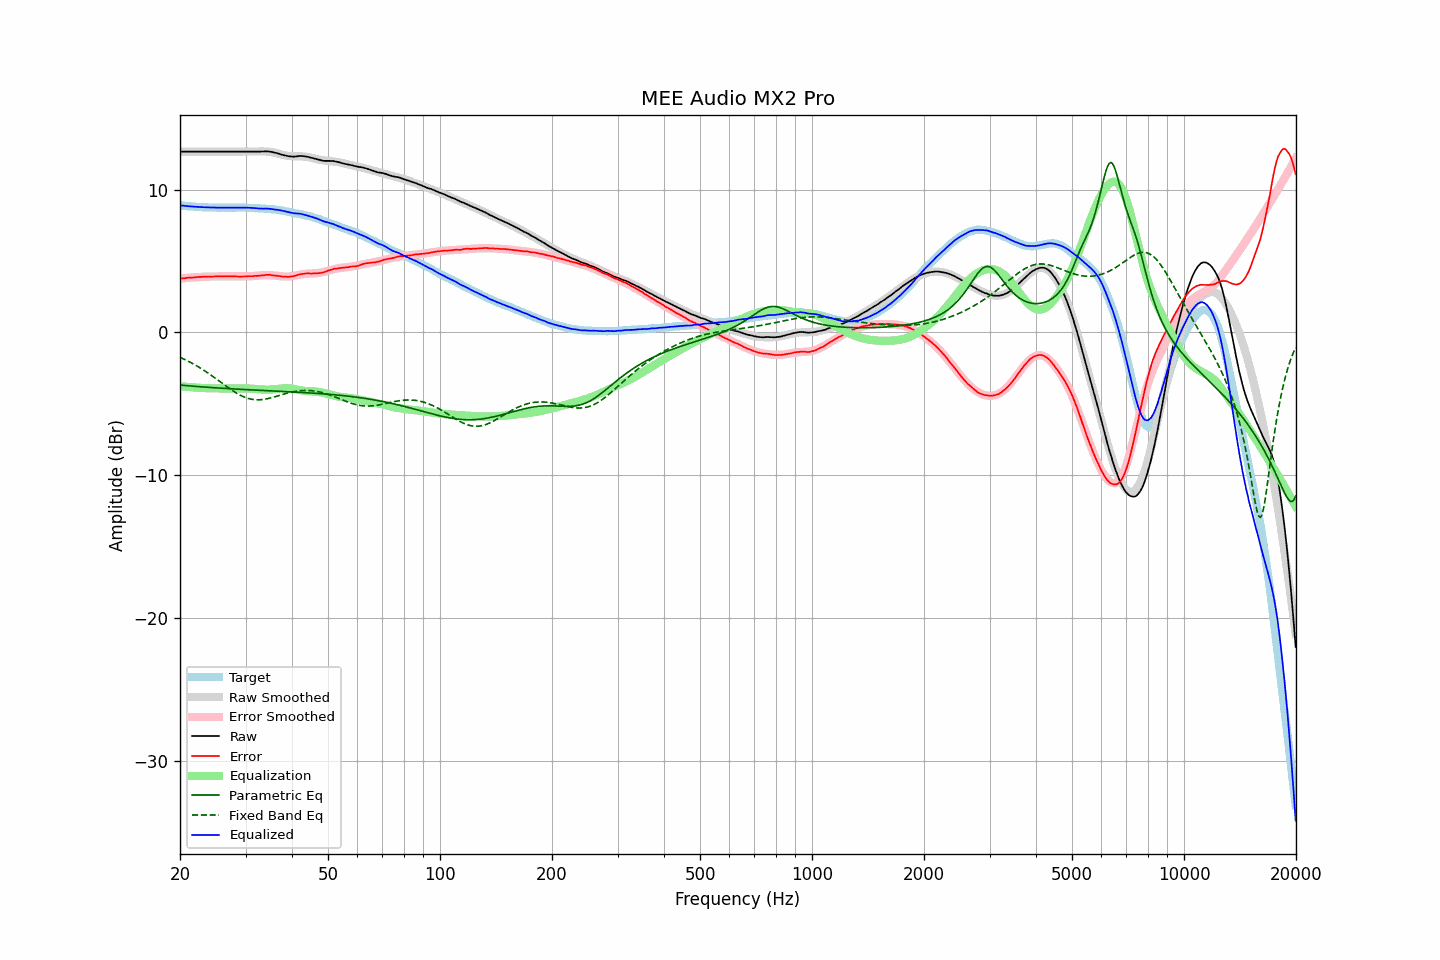 MEE Audio MX2 Pro
Amplitude (dBr)
10
0
−10
−20
−30
Target
Raw Smoothed
Error Smoothed
Raw
Error
Equalization
Parametric Eq
Fixed Band Eq
Equalized
20 50 100 200 500 1000 2000 5000 10000 20000
Frequency (Hz)